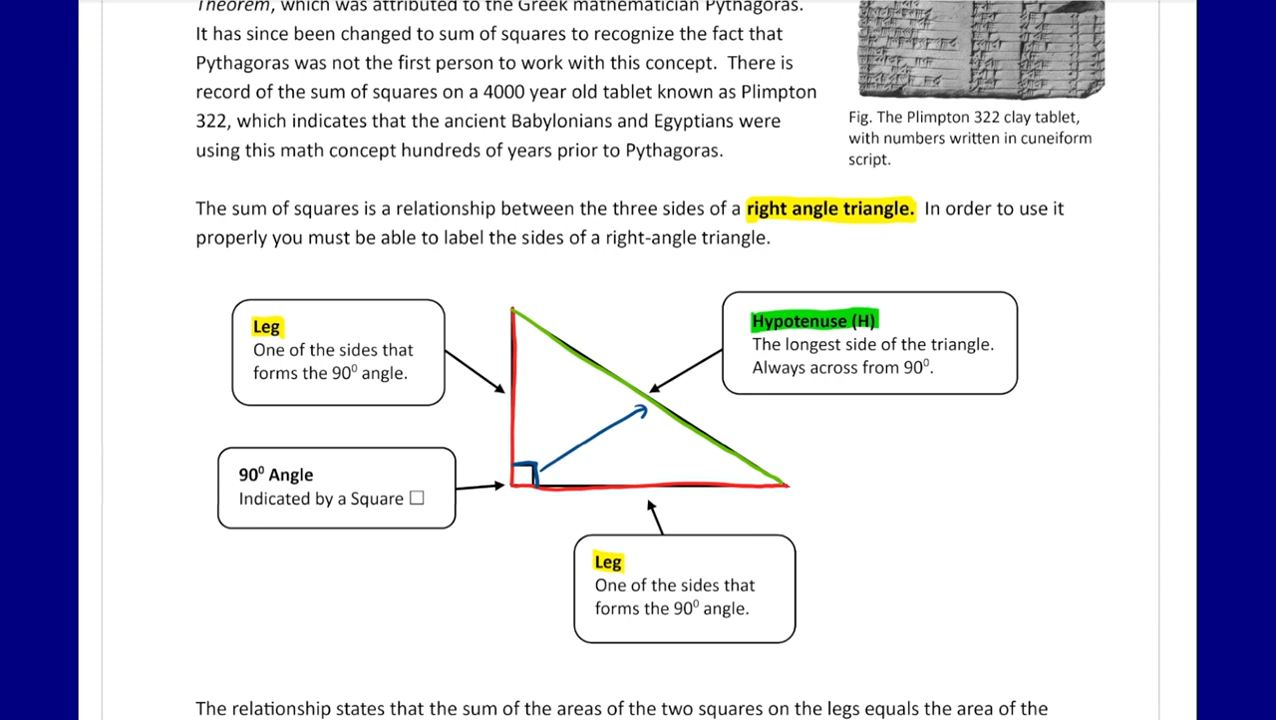 Theorem, which was attributed to the Greek mathematician Pythagoras.
It has since been changed to sum of squares to recognize the fact that
Pythagoras was not the first person to work with this concept. There is
record of the sum of squares on a 4000 year old tablet known as Plimpton
322, which indicates that the ancient Babylonians and Egyptians were
using this math concept hundreds of years prior to Pythagoras.
Fig. The Plimpton 322 clay tablet,
with numbers written in cuneiform
script.
The sum of squares is a relationship between the three sides of a right angle triangle. In order to use it
properly you must be able to label the sides of a right-angle triangle.
Leg
One of the sides that
forms the 90⁰ angle.
Hypotenuse (H)
The longest side of the triangle.
Always across from 90⁰.
90⁰ Angle
Indicated by a Square □
Leg
One of the sides that
forms the 90⁰ angle.
The relationship states that the sum of the areas of the two squares on the legs equals the area of the